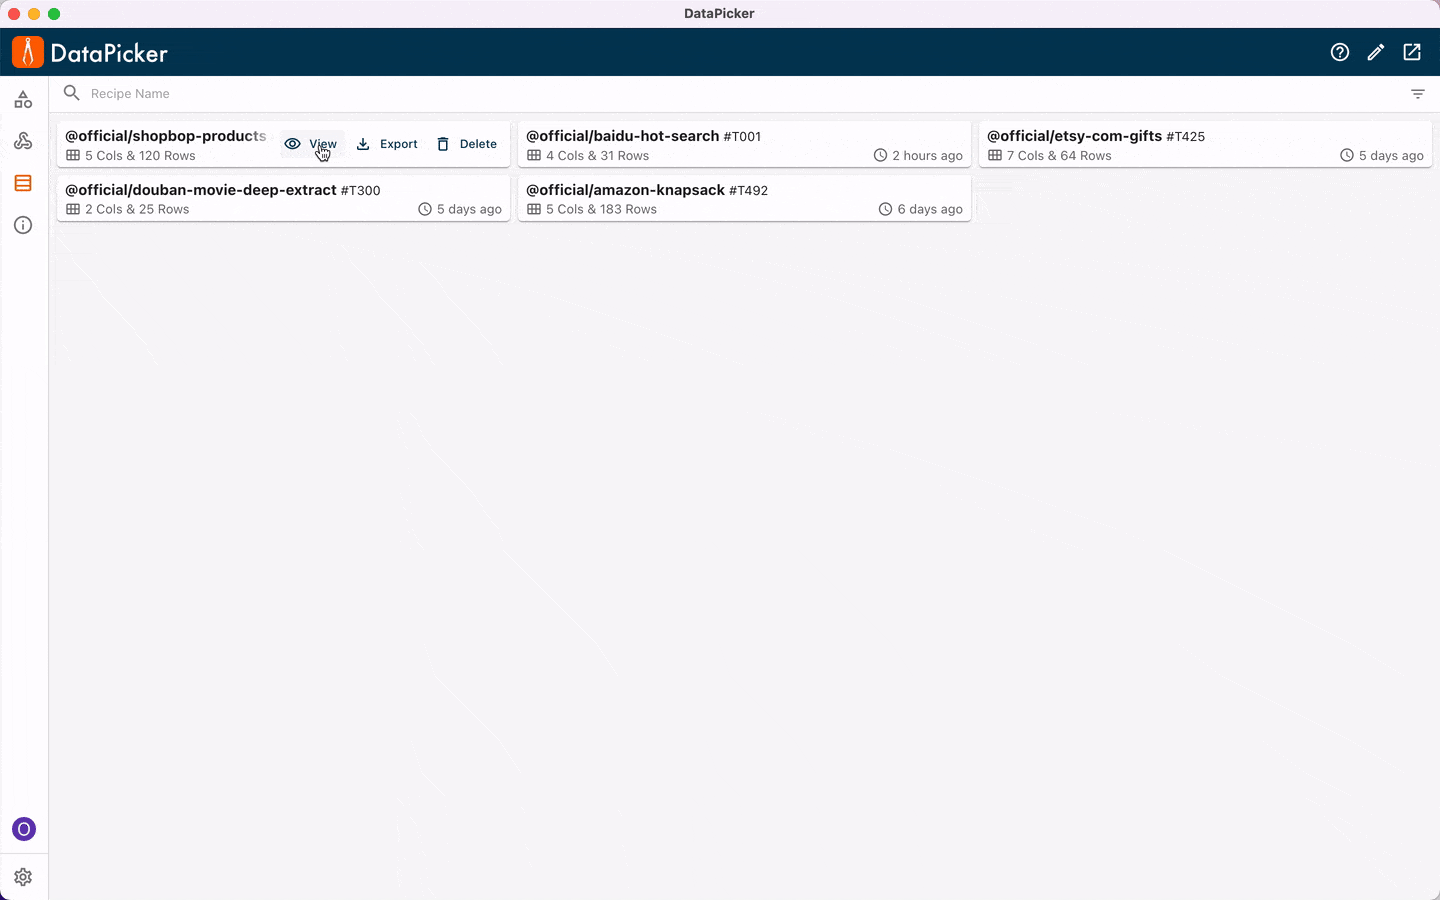 DataPicker
DataPicker
Recipe Name
@official/shopbop-products
5 Cols & 120 Rows
View
Export
Delete
@official/baidu-hot-search #T001
4 Cols & 31 Rows
2 hours ago
@official/etsy-com-gifts #T425
7 Cols & 64 Rows
5 days ago
@official/douban-movie-deep-extract #T300
2 Cols & 25 Rows
5 days ago
@official/amazon-knapsack #T492
5 Cols & 183 Rows
6 days ago
O